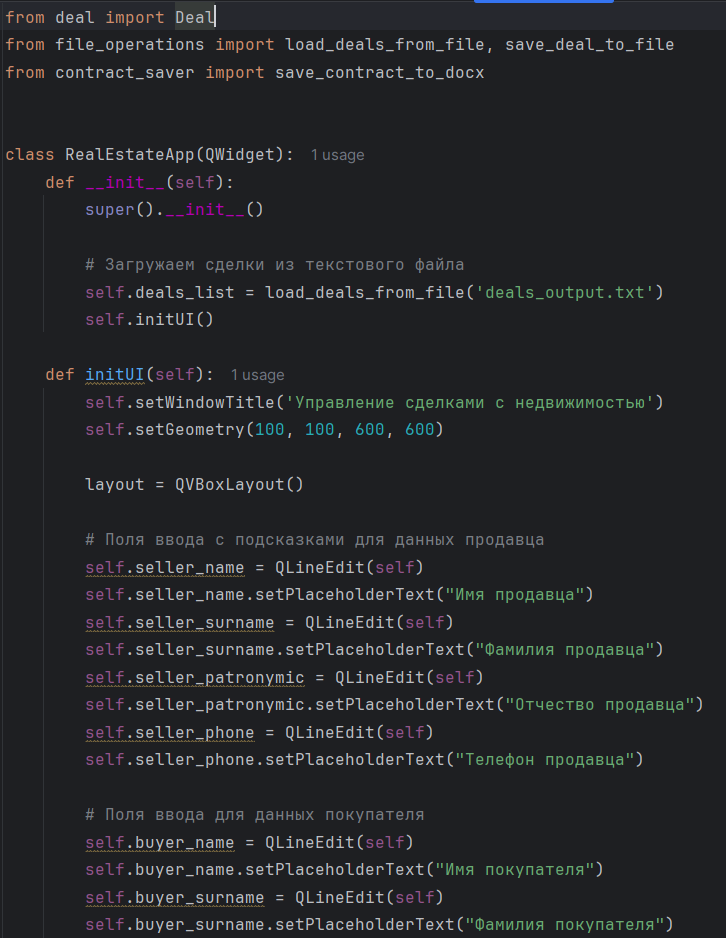 from deal import Deal
from file_operations import load_deals_from_file, save_deal_to_file
from contract_saver import save_contract_to_docx
class RealEstateApp(QWidget): 1 usage
def __init__(self):
super().__init__()
# Загружаем сделки из текстового файла
self.deals_list = load_deals_from_file('deals_output.txt')
self.initUI()
def initUI(self): 1 usage
self.setWindowTitle('Управление сделками с недвижимостью')
self.setGeometry(100, 100, 600, 600)
layout = QVBoxLayout()
# Поля ввода с подсказками для данных продавца
self.seller_name = QLineEdit(self)
self.seller_name.setPlaceholderText("Имя продавца")
self.seller_surname = QLineEdit(self)
self.seller_surname.setPlaceholderText("Фамилия продавца")
self.seller_patronymic = QLineEdit(self)
self.seller_patronymic.setPlaceholderText("Отчество продавца")
self.seller_phone = QLineEdit(self)
self.seller_phone.setPlaceholderText("Телефон продавца")
# Поля ввода для данных покупателя
self.buyer_name = QLineEdit(self)
self.buyer_name.setPlaceholderText("Имя покупателя")
self.buyer_surname = QLineEdit(self)
self.buyer_surname.setPlaceholderText("Фамилия покупателя")